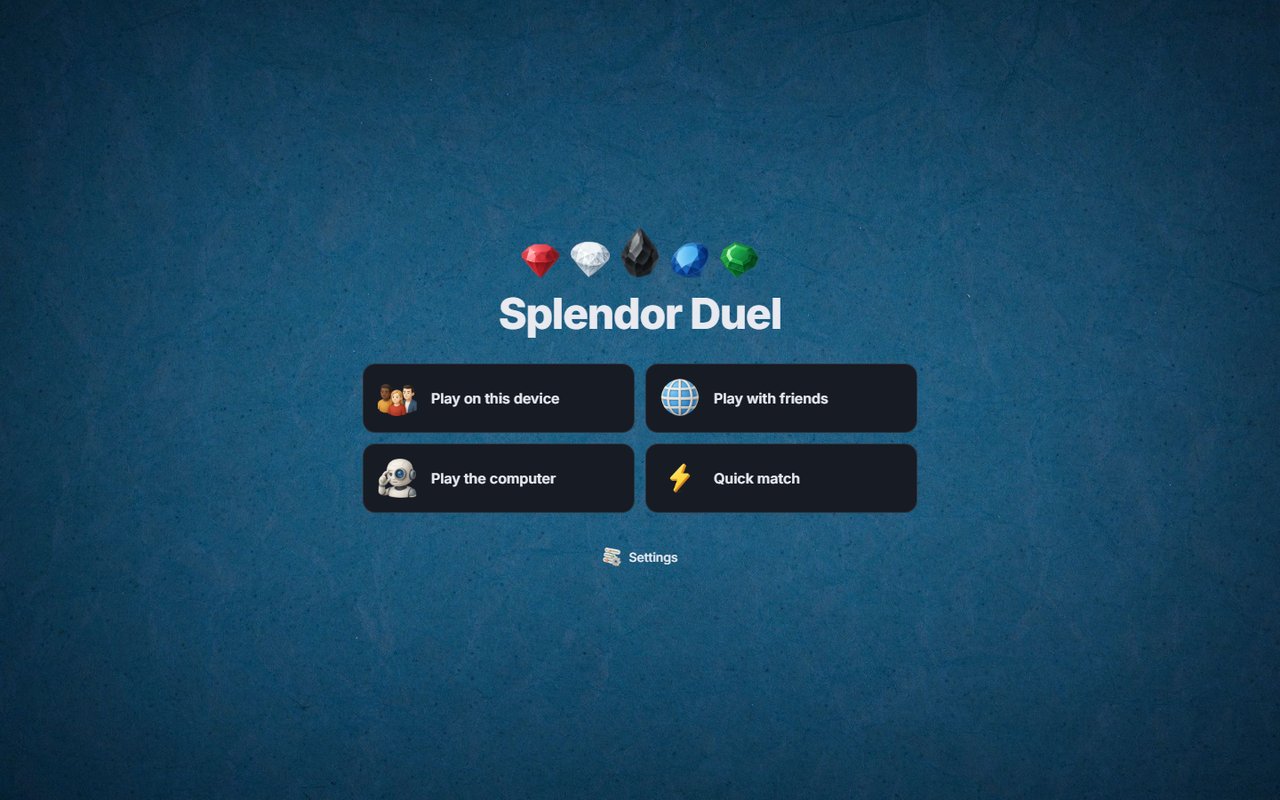 Splendor Duel
Play on this device
Play with friends
Play the computer
Quick match
Settings